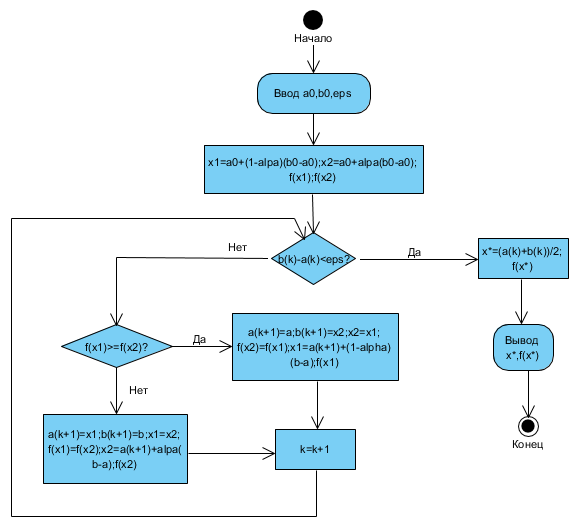 Начало
Ввод a0,b0,eps
x1=a0+(1-alpa)(b0-a0);x2=a0+alpa(b0-a0);
f(x1);f(x2)
b(k)-a(k)<eps?
Нет
Да
x*=(a(k)+b(k))/2;
f(x*)
f(x1)>=f(x2)?
Да
a(k+1)=a;b(k+1)=x2;x2=x1;
f(x2)=f(x1);x1=a(k+1)+(1-alpha)
(b-a);f(x1)
Вывод
x*,f(x*)
Нет
a(k+1)=x1;b(k+1)=b;x1=x2;
f(x1)=f(x2);x2=a(k+1)+alpa(
b-a);f(x2)
k=k+1
Конец